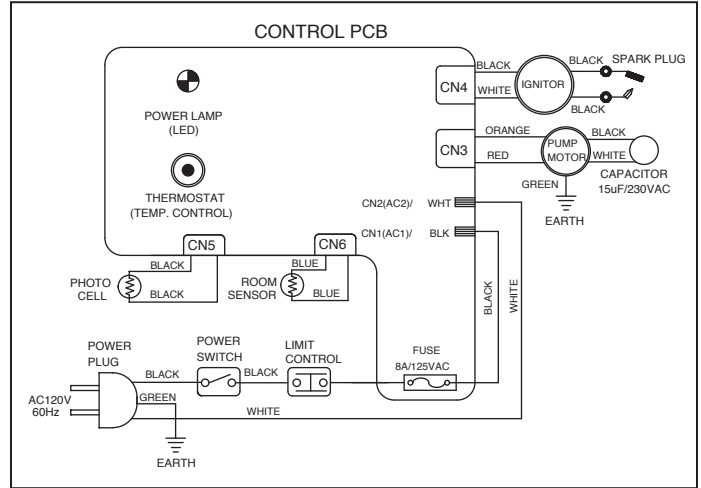 CONTROL PCB
POWER LAMP
(LED)
THERMOSTAT
(TEMP. CONTROL)
CN4
BLACK
WHITE
IGNITOR
BLACK
SPARK PLUG
BLACK
CN3
ORANGE
RED
PUMP
MOTOR
BLACK
WHITE
CAPACITOR
15uF/230VAC
GREEN
EARTH
CN2(AC2)/ WHT
CN1(AC1)/ BLK
CN5
BLACK
PHOTO
CELL
BLACK
CN6
BLUE
ROOM
SENSOR
BLUE
BLACK
WHITE
POWER
PLUG
AC120V
60Hz
BLACK
POWER
SWITCH
BLACK
LIMIT
CONTROL
FUSE
8A/125VAC
GREEN
WHITE
EARTH